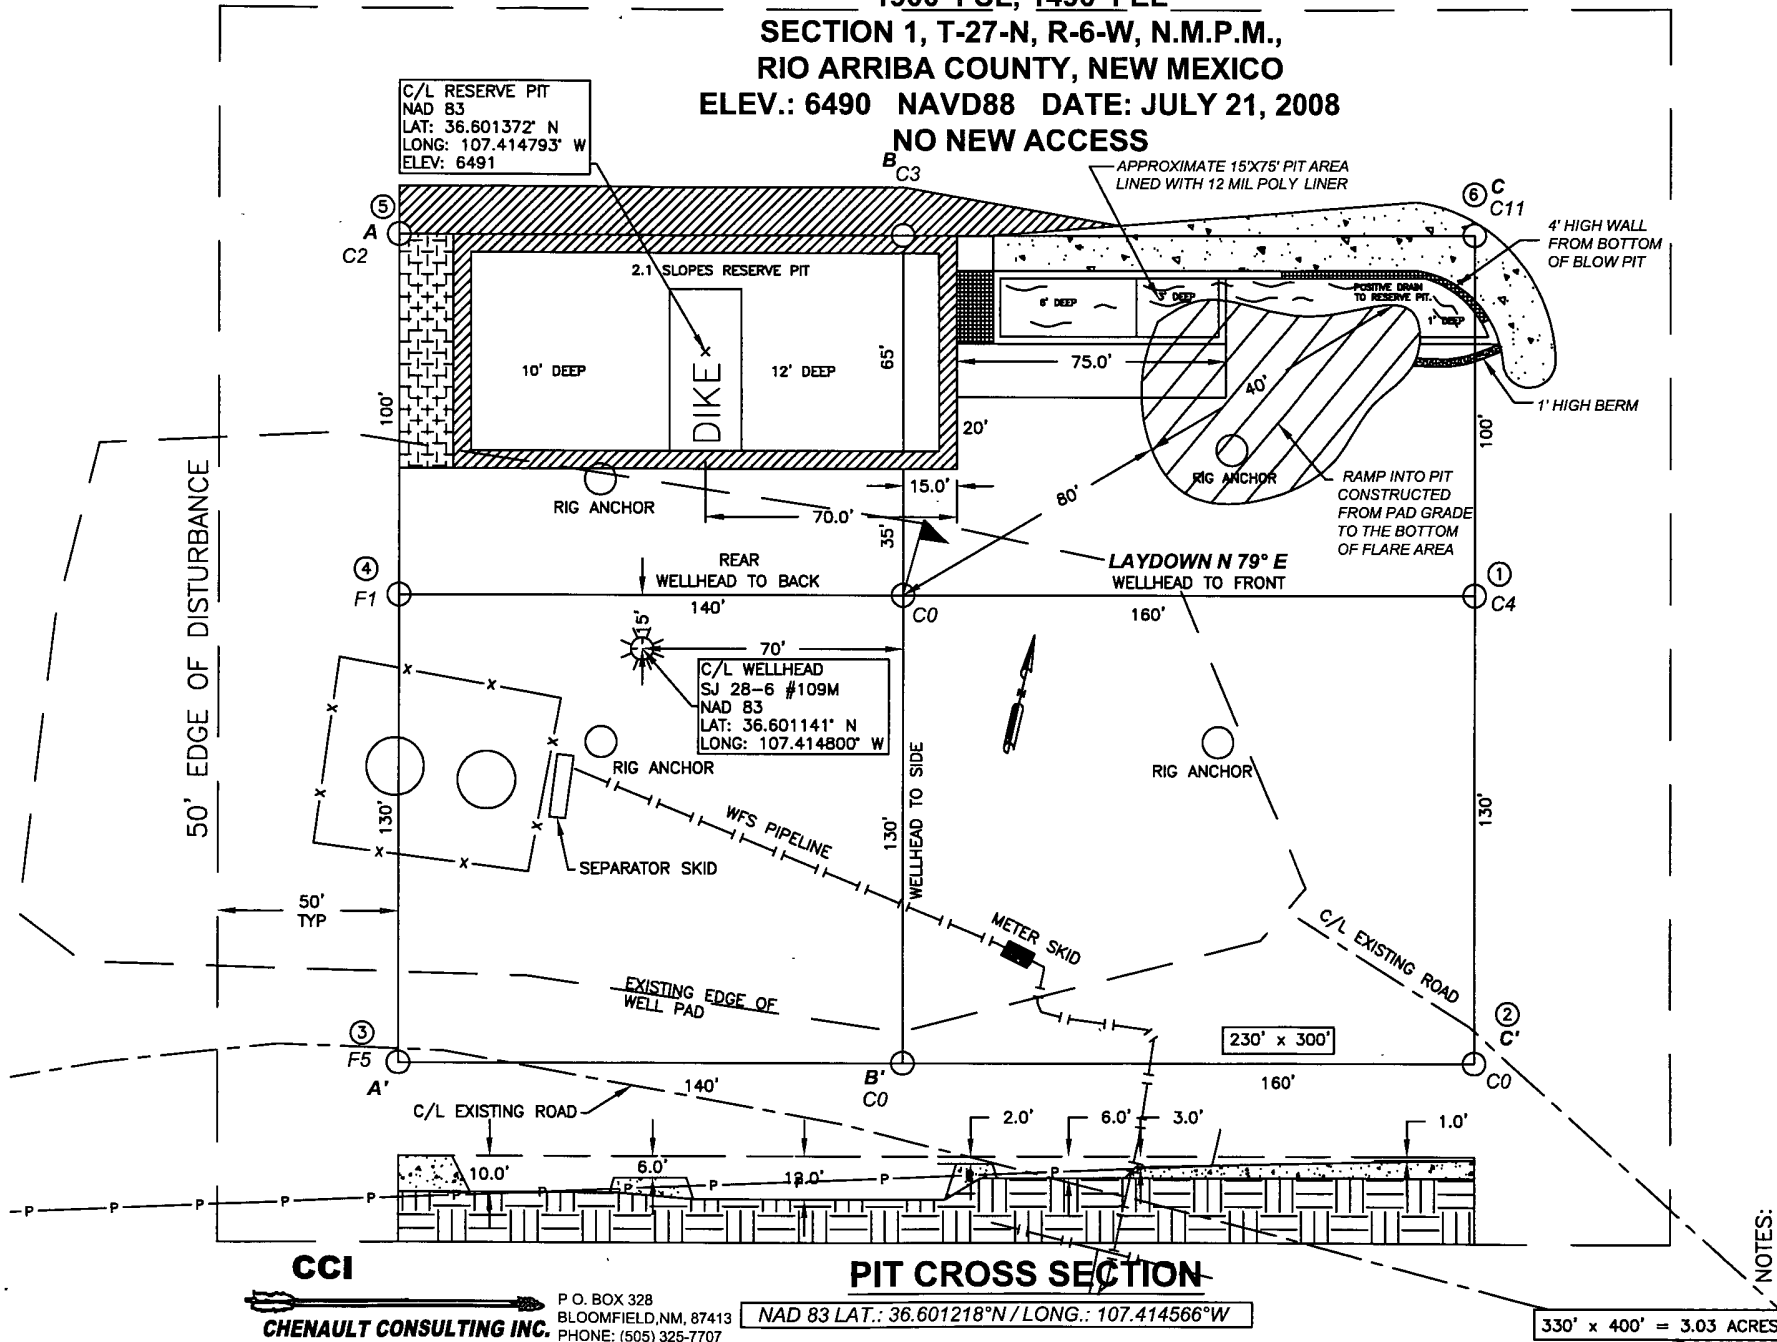 SECTION 1, T-27-N, R-6-W, N.M.P.M.,
RIO ARRIBA COUNTY, NEW MEXICO
ELEV.: 6490 NAVD88 DATE: JULY 21, 2008
NO NEW ACCESS
C/L RESERVE PIT
NAD 83
LAT: 36.601372° N
LONG: 107.414793° W
ELEV: 6491
B
C3
APPROXIMATE 15'X75' PIT AREA
LINED WITH 12 MIL POLY LINER
6 C
C11
4' HIGH WALL
FROM BOTTOM
OF BLOW PIT
5
A
C2
2.1 SLOPES RESERVE PIT
6' DEEP
5' DEEP
POSITIVE DRAIN
TO RESERVE PIT.
1' DEEP
10' DEEP
DIKE
12' DEEP
65'
75.0'
40'
1' HIGH BERM
100'
20'
100'
RIG ANCHOR
RIG ANCHOR
RAMP INTO PIT
CONSTRUCTED
FROM PAD GRADE
TO THE BOTTOM
OF FLARE AREA
15.0'
70.0'
35'
80'
50' EDGE OF DISTURBANCE
REAR
WELLHEAD TO BACK
LAYDOWN N 79° E
WELLHEAD TO FRONT
4
F1
140'
C0
160'
1
C4
15'
70'
C/L WELLHEAD
SJ 28-6 #109M
NAD 83
LAT: 36.601141° N
LONG: 107.414800° W
RIG ANCHOR
RIG ANCHOR
130'
WFS PIPELINE
130'
WELLHEAD TO SIDE
130'
SEPARATOR SKID
50'
TYP
METER SKID
C/L EXISTING ROAD
EXISTING EDGE OF
WELL PAD
230' x 300'
3
F5
A'
140'
B'
C0
160'
2
C'
C0
C/L EXISTING ROAD
2.0'
6.0'
3.0'
1.0'
10.0'
6.0'
P P P P P P P P P P
NOTES:
CCI
PIT CROSS SECTION
P O. BOX 328
BLOOMFIELD,NM, 87413
CHENAULT CONSULTING INC. PHONE: (505) 325-7707
NAD 83 LAT.: 36.601218°N / LONG.: 107.414566°W
330' x 400' = 3.03 ACRES